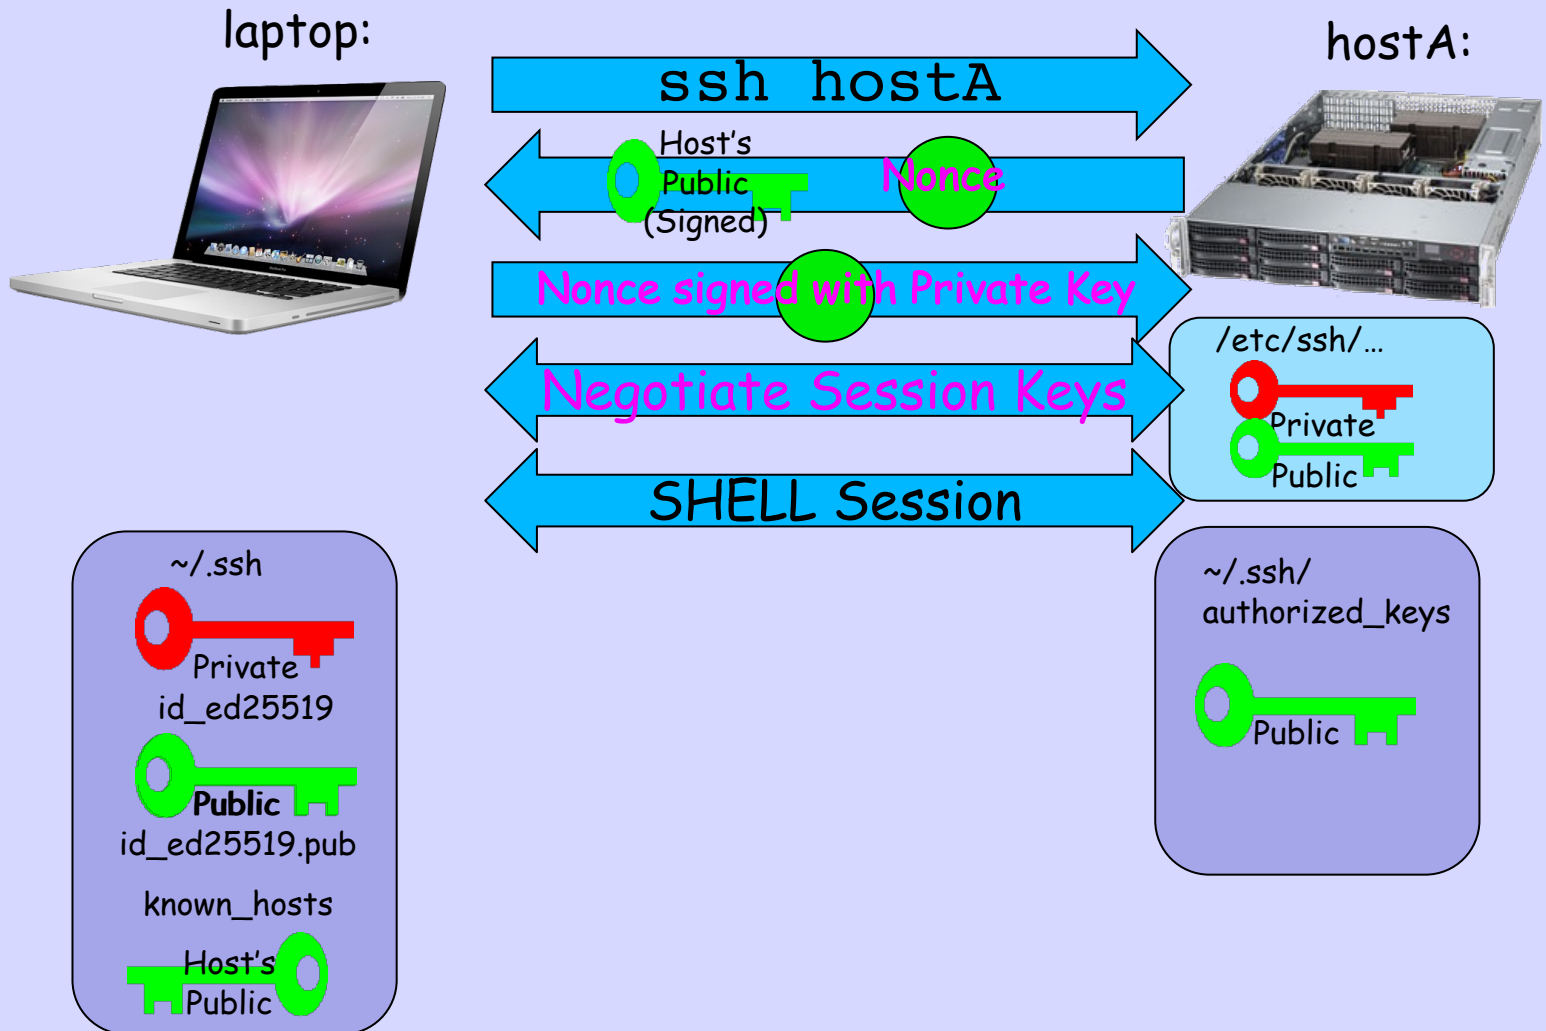 laptop:
hostA:
ssh hostA
Host's
Public
(Signed)
Nonce
Nonce signed with Private Key
Negotiate Session Keys
SHELL Session
/etc/ssh/…
Private
Public
~/.ssh
Private
id_ed25519
Public
id_ed25519.pub
known_hosts
Host's
Public
~/.ssh/
authorized_keys
Public